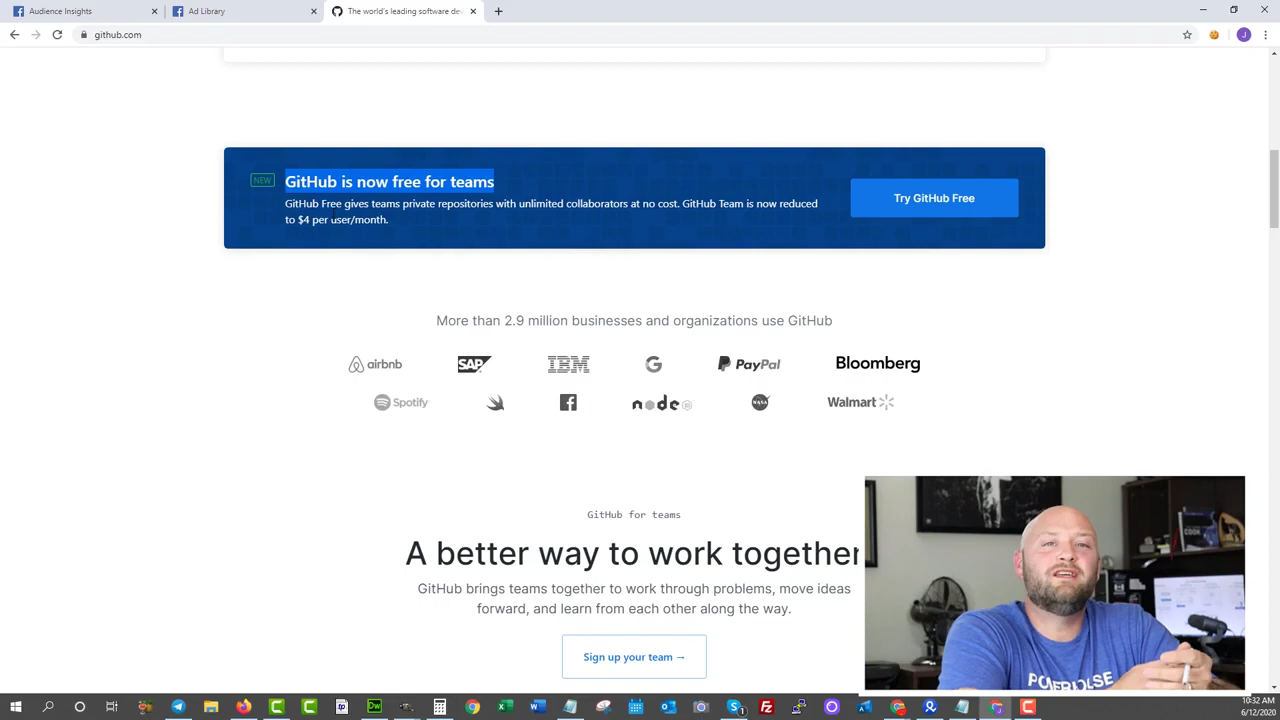 Audience Insights
Ad Library
The world's leading software dev
github.com
J
NEW
GitHub is now free for teams
GitHub Free gives teams private repositories with unlimited collaborators at no cost. GitHub Team is now reduced
to $4 per user/month.
Try GitHub Free
More than 2.9 million businesses and organizations use GitHub
airbnb
SAP
IBM
G
PayPal
Bloomberg
Spotify
node
NASA
Walmart
GitHub for teams
A better way to work together
GitHub brings teams together to work through problems, move ideas
forward, and learn from each other along the way.
Sign up your team →
COOK
10:32 AM
6/12/2020